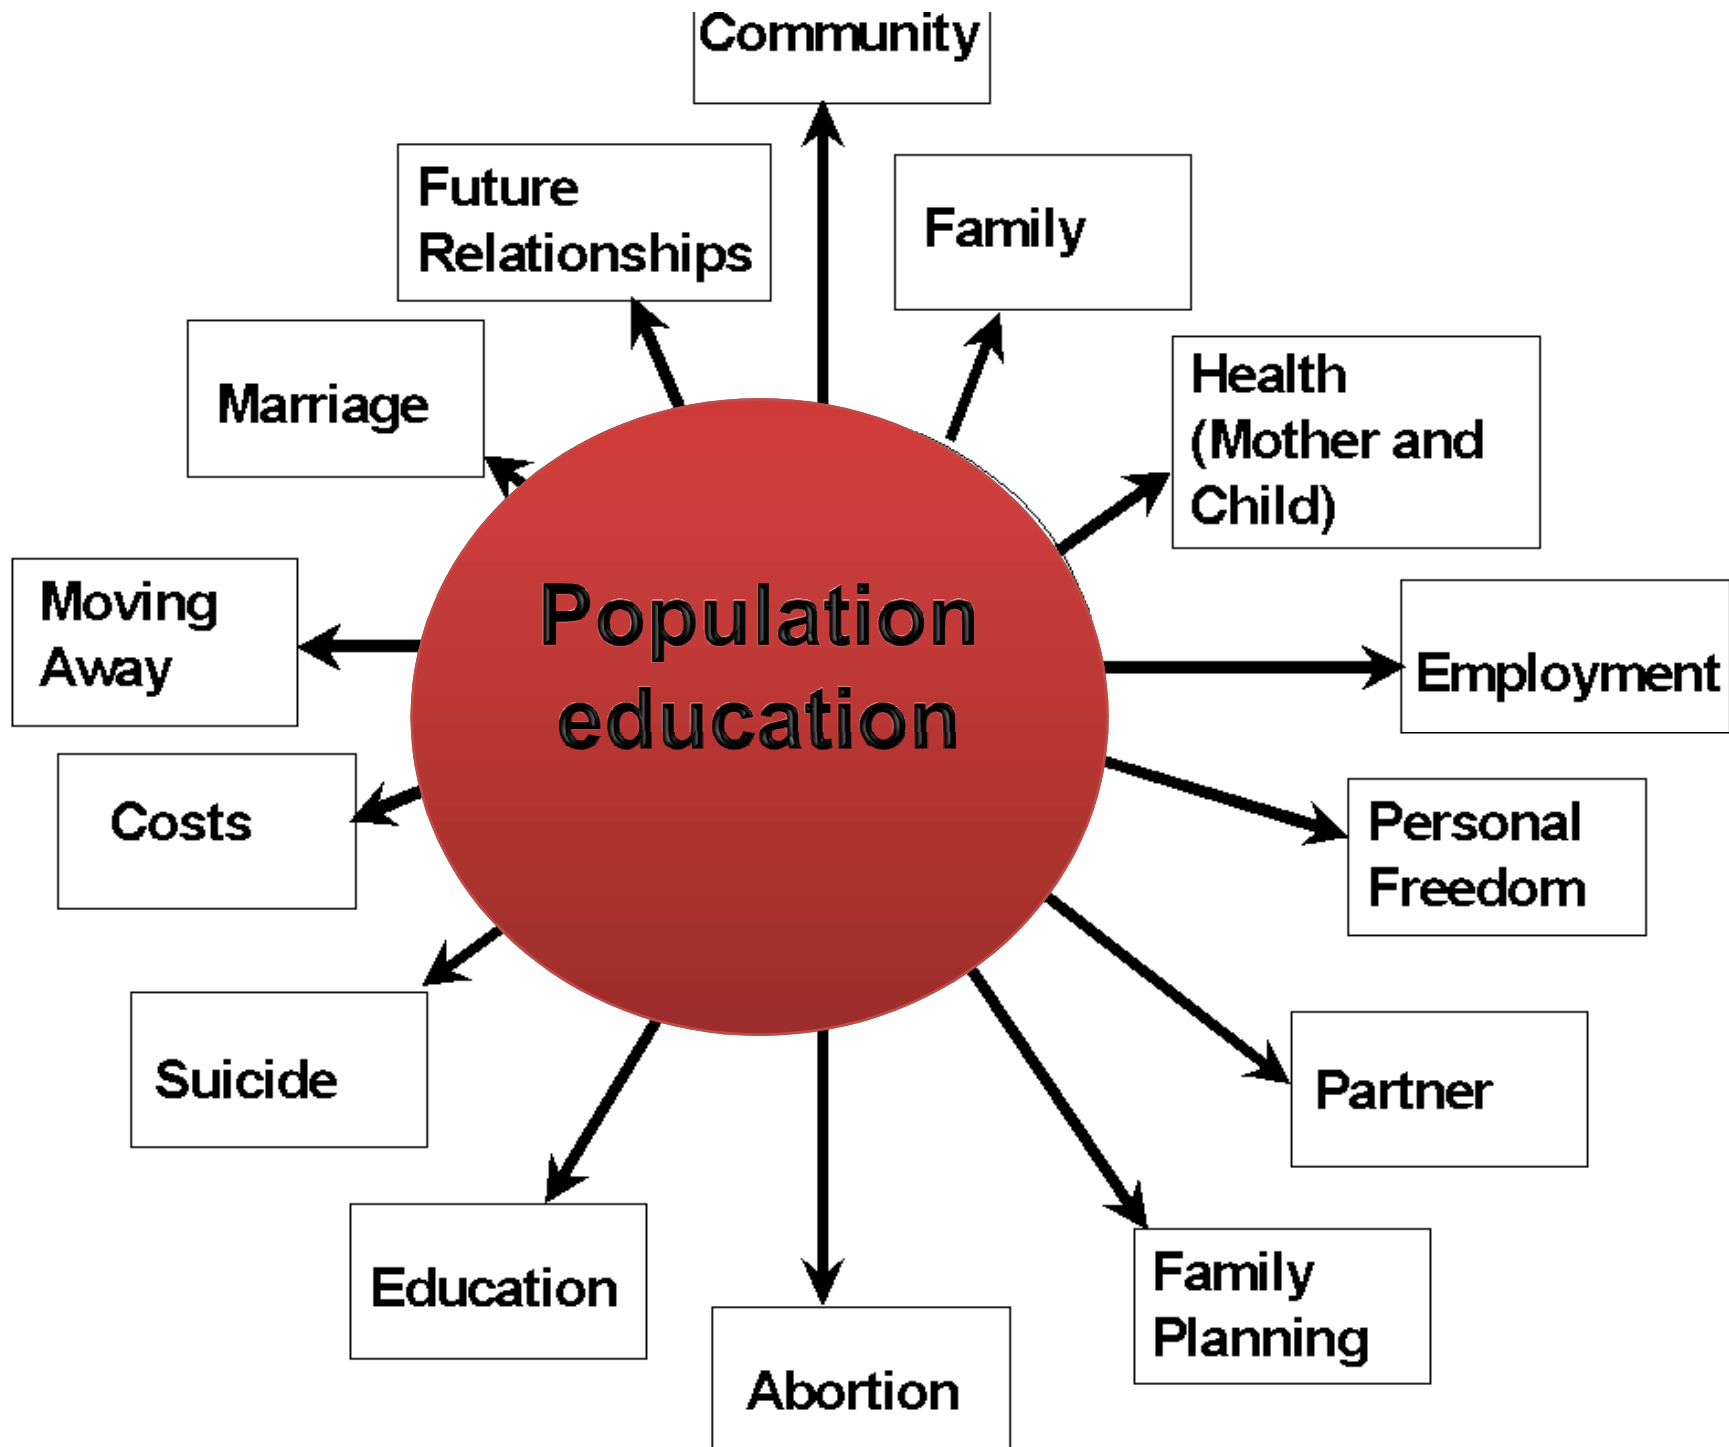 Community
Future
Relationships
Family
Marriage
Health
(Mother and
Child)
Moving
Away
Population
education
Employment
Costs
Personal
Freedom
Suicide
Partner
Education
Family
Planning
Abortion